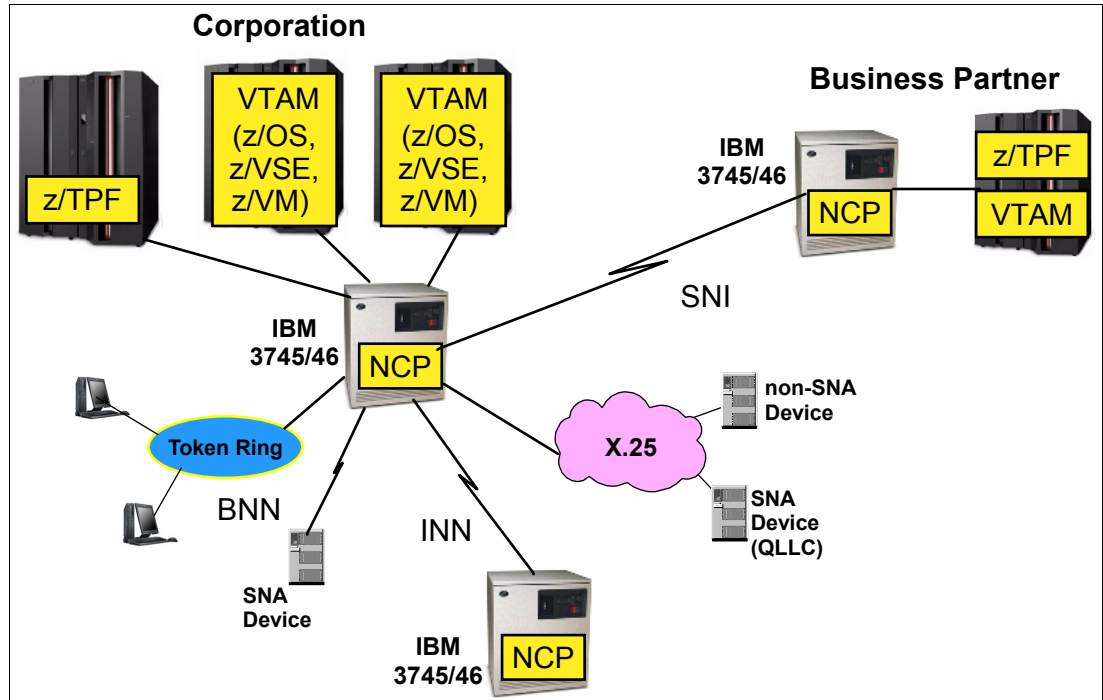 Corporation
Business Partner
z/TPF
VTAM
(z/OS,
z/VSE,
z/VM)
VTAM
(z/OS,
z/VSE,
z/VM)
IBM
3745/46
NCP
z/TPF
VTAM
SNI
IBM
3745/46
NCP
Token Ring
BNN
SNA
Device
INN
X.25
non-SNA
Device
SNA
Device
(QLLC)
IBM
3745/46
NCP